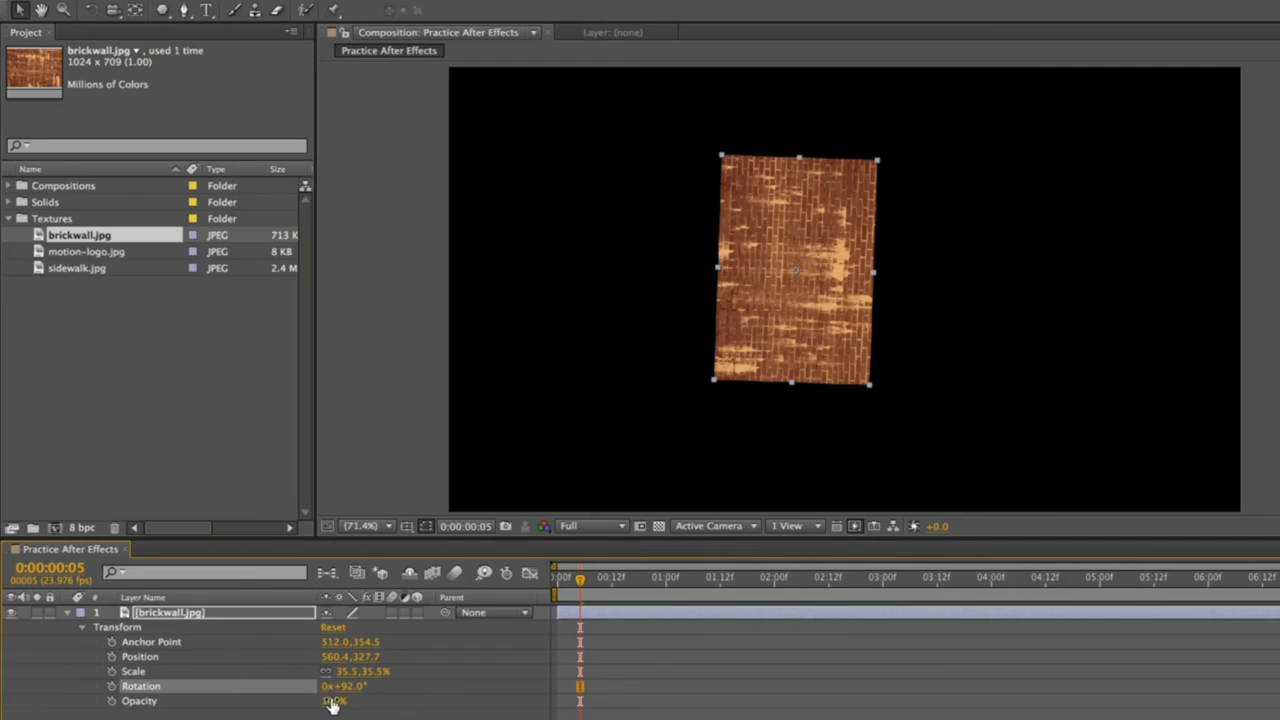 Project
Composition: Practice After Effects
Layer: (none)
brickwall.jpg , used 1 time
1024 x 709 (1.00)
Millions of Colors
Practice After Effects
Name Type Size
Compositions Folder
Solids Folder
Textures Folder
brickwall.jpg JPEG 713 K
motion-logo.jpg JPEG 8 KB
sidewalk.jpg JPEG 2.4 M
8 bpc
(71.4%) 0:00:00:05 Full Active Camera 1 View +0.0
Practice After Effects
0:00:00:05
00005 (23.976 fps)
:00f 00:12f 01:00f 01:12f 02:00f 02:12f 03:00f 03:12f 04:00f 04:12f 05:00f 05:12f 06:00f 06:12f
# Layer Name Parent
1 [brickwall.jpg] None
Transform Reset
Anchor Point 512.0,354.5
Position 560.4,327.7
Scale 35.5,35.5%
Rotation 0x+92.0°
Opacity